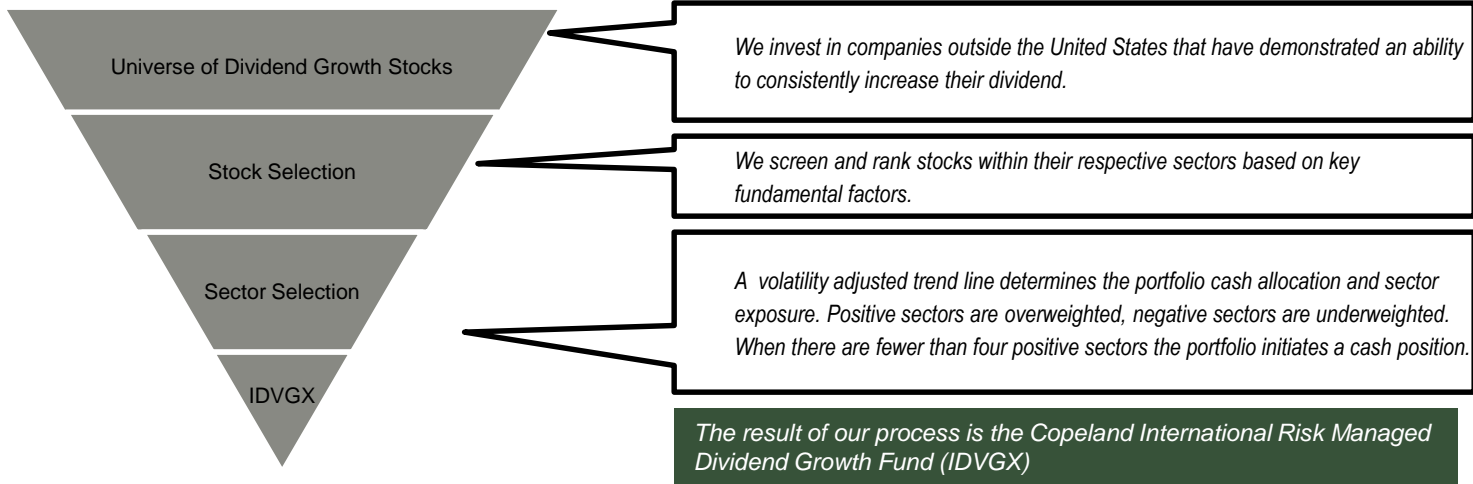 Universe of Dividend Growth Stocks
We invest in companies outside the United States that have demonstrated an ability
to consistently increase their dividend.
Stock Selection
We screen and rank stocks within their respective sectors based on key
fundamental factors.
Sector Selection
A volatility adjusted trend line determines the portfolio cash allocation and sector
exposure. Positive sectors are overweighted, negative sectors are underweighted.
When there are fewer than four positive sectors the portfolio initiates a cash position.
IDVGX
The result of our process is the Copeland International Risk Managed
Dividend Growth Fund (IDVGX)